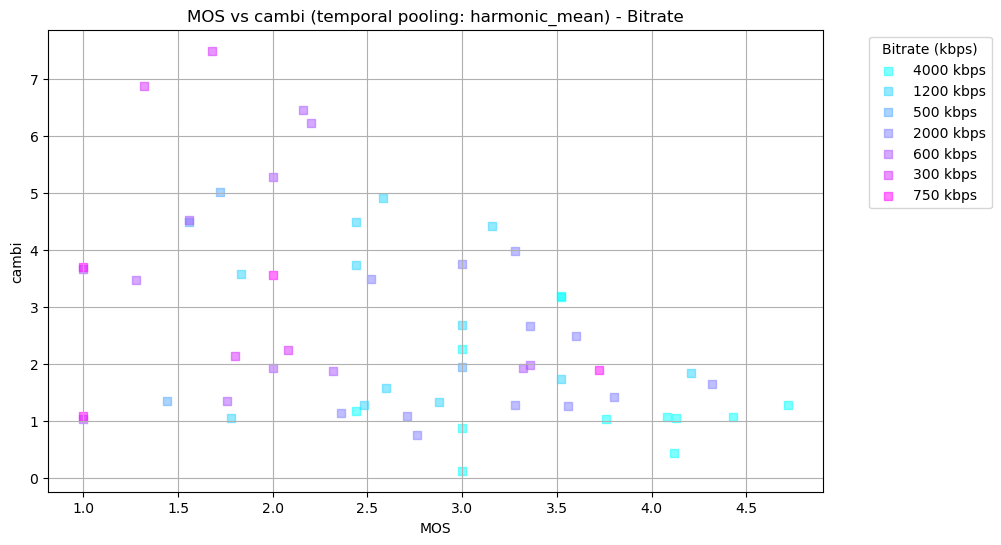 MOS vs cambi (temporal pooling: harmonic_mean) - Bitrate
Bitrate (kbps)
4000 kbps
1200 kbps
500 kbps
2000 kbps
600 kbps
300 kbps
750 kbps
cambi
7
6
5
4
3
2
1
0
1.0 1.5 2.0 2.5 3.0 3.5 4.0 4.5
MOS